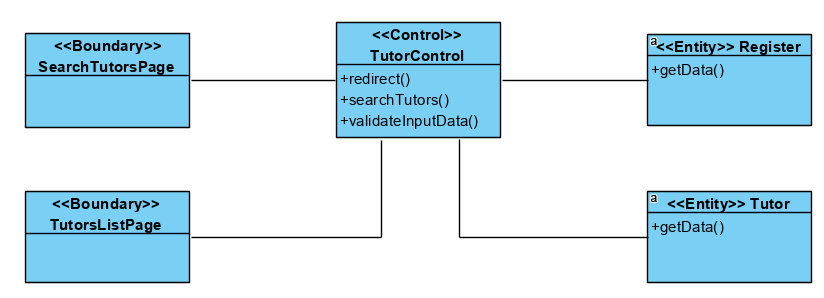 <<Boundary>>
SearchTutorsPage
<<Control>>
TutorControl
+redirect()
+searchTutors()
+validateInputData()
a
<<Entity>> Register
+getData()
<<Boundary>>
TutorsListPage
a
<<Entity>> Tutor
+getData()